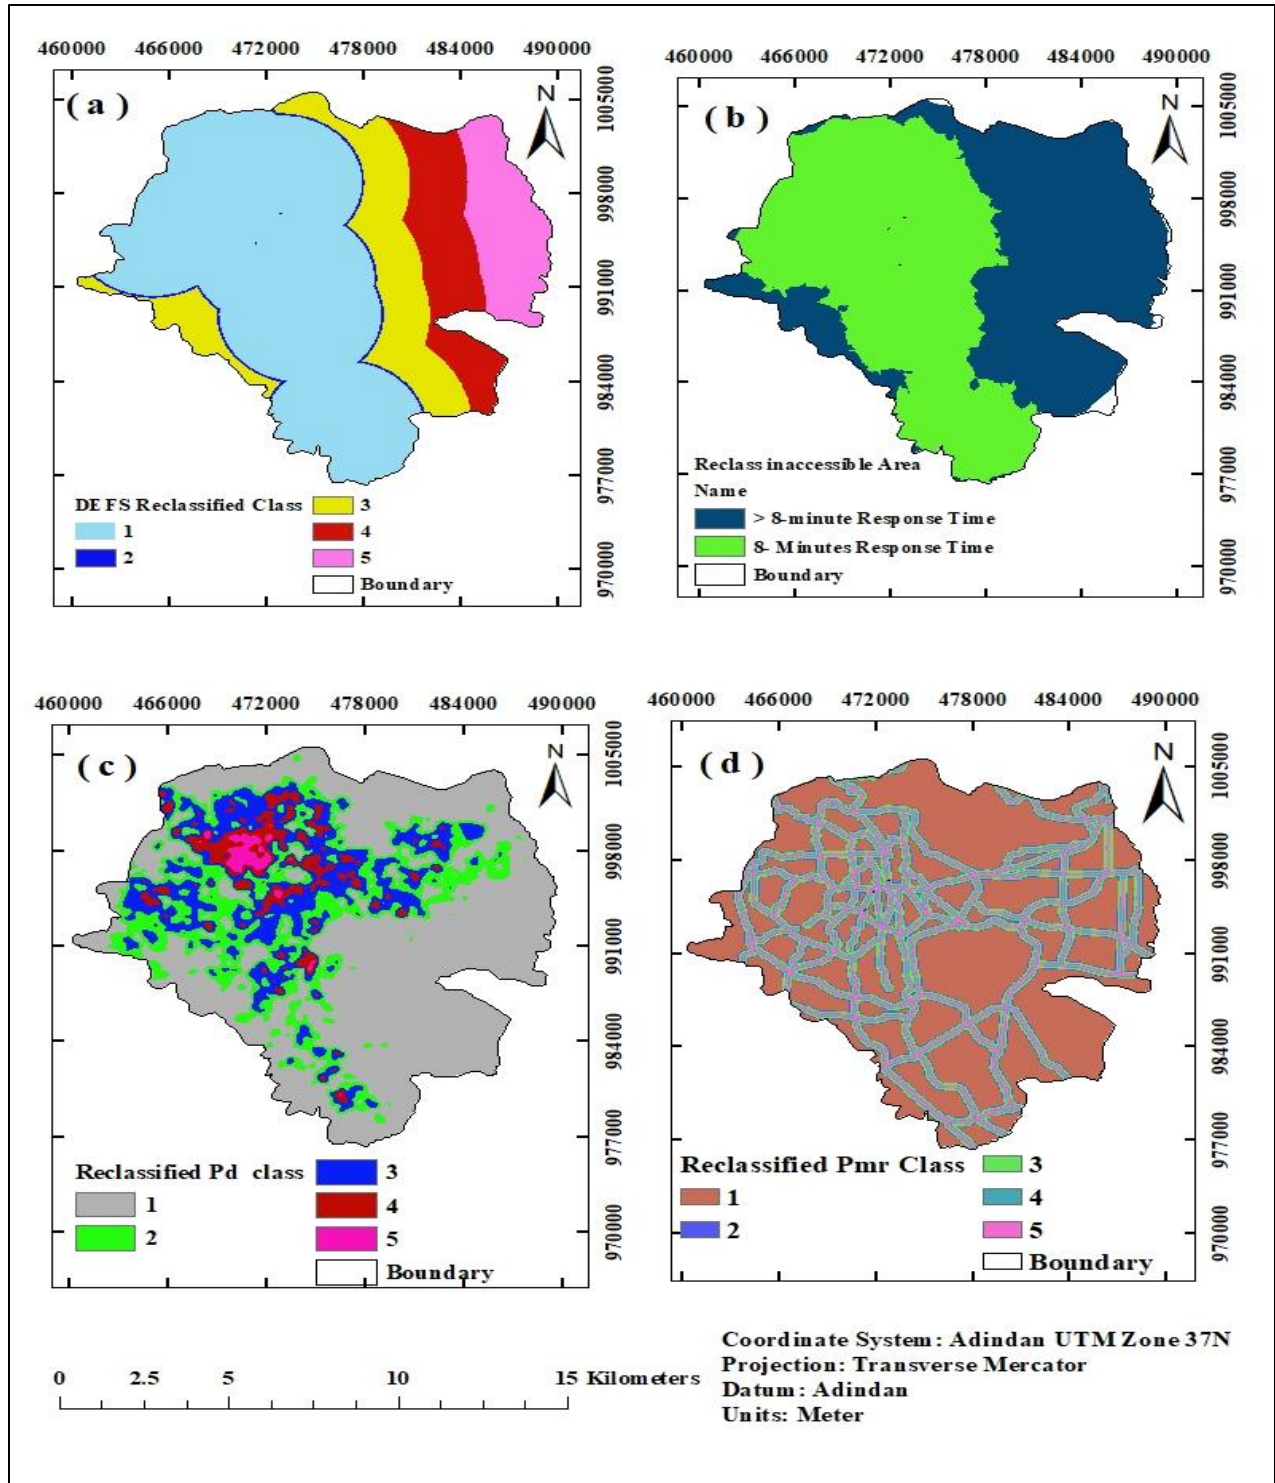 460000 466000 472000 478000 484000 490000
( a )
N
1005000
998000
991000
984000
977000
970000
DEFS Reclassified Class
1
2
3
4
5
Boundary
460000 466000 472000 478000 484000 490000
( b )
N
1005000
998000
991000
984000
977000
970000
Reclass inaccessible Area
Name
> 8-minute Response Time
8- Minutes Response Time
Boundary
460000 466000 472000 478000 484000 490000
( c )
N
1005000
998000
991000
984000
977000
970000
Reclassified Pd class
1
2
3
4
5
Boundary
460000 466000 472000 478000 484000 490000
( d )
N
1005000
998000
991000
984000
977000
970000
Reclassified Pmr Class
1
2
3
4
5
Boundary
0 2.5 5 10 15 Kilometers
Coordinate System: Adindan UTM Zone 37N
Projection: Transverse Mercator
Datum: Adindan
Units: Meter